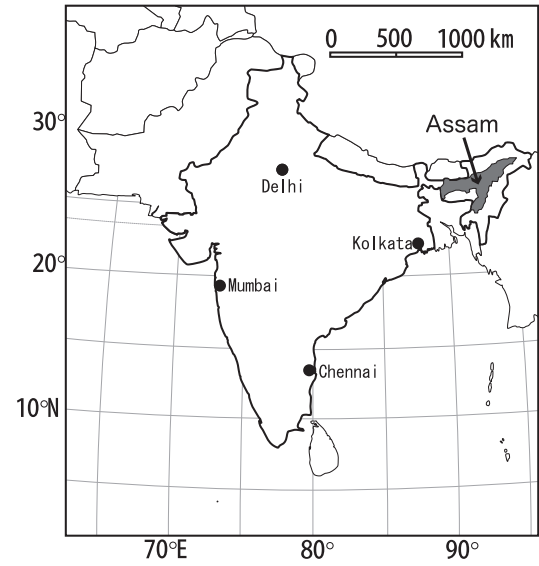 0 500 1000 km
30°
Assam
Delhi
Kolkata
20°
Mumbai
Chennai
10°N
70°E 80° 90°